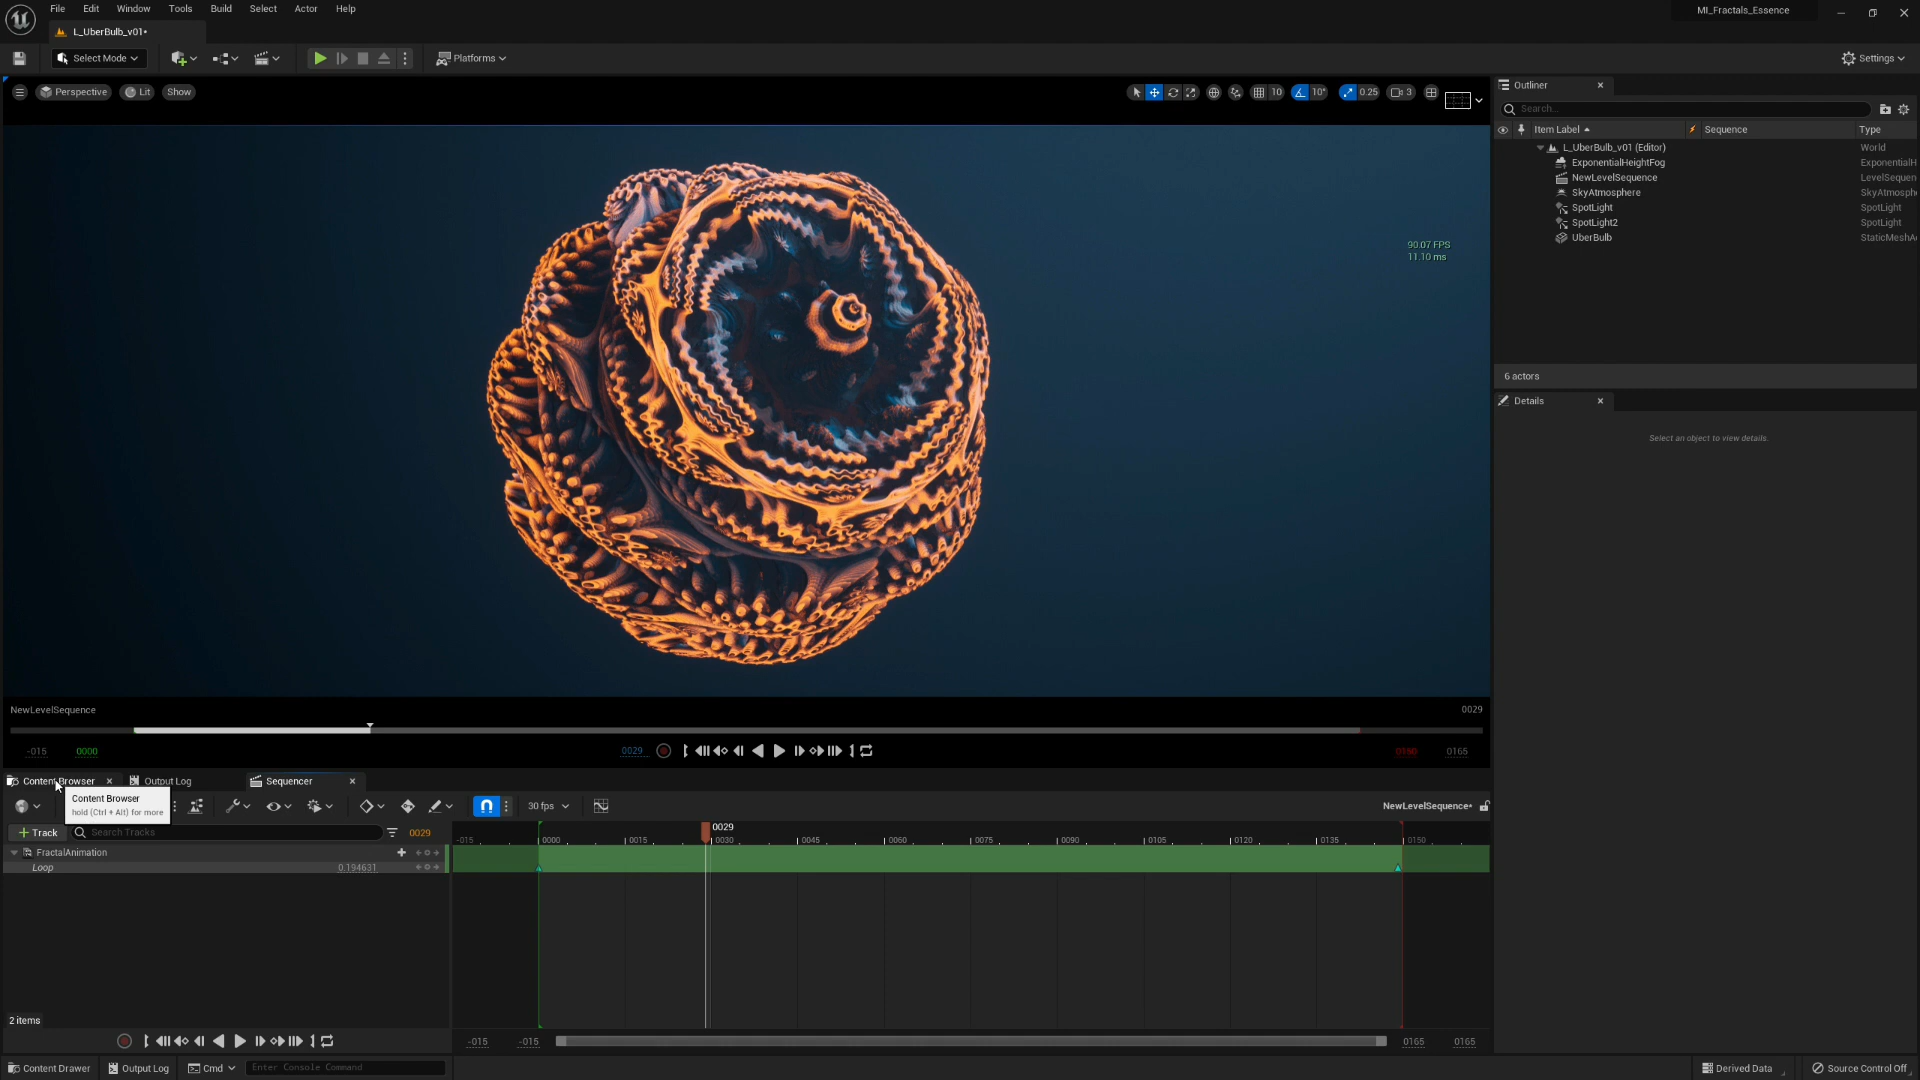 File Edit Window Tools Build Select Actor Help
MI_Fractals_Essence
L_UberBulb_v01•
Select Mode
Platforms
Settings
Perspective Lit Show
10 10° 0.25 3
90.07 FPS
11.10 ms
Outliner
Search...
Item Label Sequence Type
L_UberBulb_v01 (Editor) World
ExponentialHeightFog ExponentialH
NewLevelSequence LevelSequen
SkyAtmosphere SkyAtmosph
SpotLight SpotLight
SpotLight2 SpotLight
UberBulb StaticMeshA
6 actors
Details
Select an object to view details.
NewLevelSequence 0029
-015 0000 0029 0150 0165
Content Browser Output Log Sequencer
Content Browser
hold (Ctrl + Alt) for more
30 fps NewLevelSequence•
+ Track Search Tracks 0029
0029
-015 0000 0015 0030 0045 0060 0075 0090 0105 0120 0135 0150
FractalAnimation
Loop 0.194631
2 items
-015 -015 0165 0165
Content Drawer Output Log Cmd Enter Console Command Derived Data Source Control Off